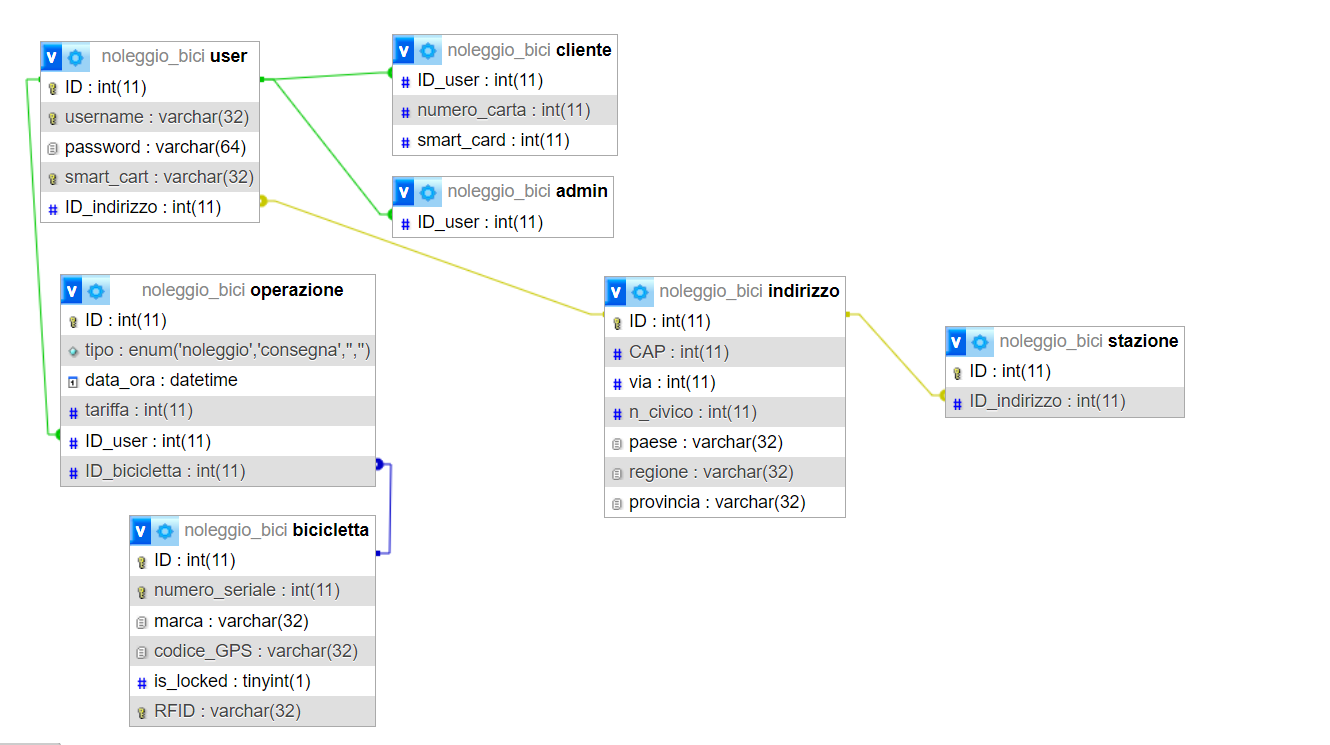 noleggio_bici user
ID : int(11)
username : varchar(32)
password : varchar(64)
smart_cart : varchar(32)
ID_indirizzo : int(11)
noleggio_bici cliente
ID_user : int(11)
numero_carta : int(11)
smart_card : int(11)
noleggio_bici admin
ID_user : int(11)
noleggio_bici operazione
ID : int(11)
tipo : enum('noleggio','consegna','','')
data_ora : datetime
tariffa : int(11)
ID_user : int(11)
ID_bicicletta : int(11)
noleggio_bici indirizzo
ID : int(11)
CAP : int(11)
via : int(11)
n_civico : int(11)
paese : varchar(32)
regione : varchar(32)
provincia : varchar(32)
noleggio_bici stazione
ID : int(11)
ID_indirizzo : int(11)
noleggio_bici bicicletta
ID : int(11)
numero_seriale : int(11)
marca : varchar(32)
codice_GPS : varchar(32)
is_locked : tinyint(1)
RFID : varchar(32)